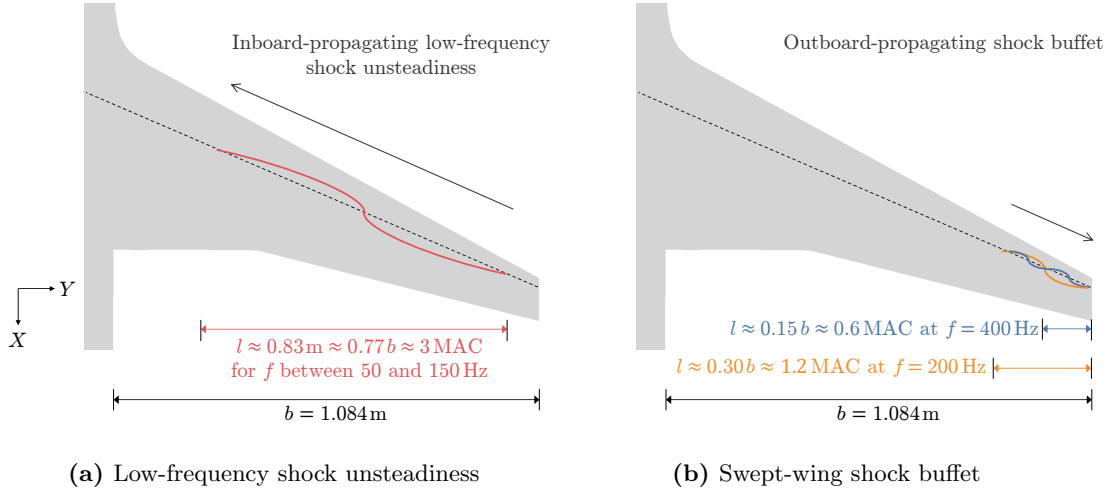 Inboard-propagating low-frequency
shock unsteadiness
Y
X
l ≈ 0.83 m ≈ 0.77 b ≈ 3 MAC
for f between 50 and 150 Hz
b = 1.084 m
(a) Low-frequency shock unsteadiness
Outboard-propagating shock buffet
l ≈ 0.15 b ≈ 0.6 MAC at f = 400 Hz
l ≈ 0.30 b ≈ 1.2 MAC at f = 200 Hz
b = 1.084 m
(b) Swept-wing shock buffet